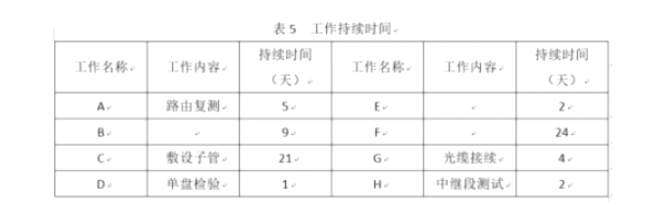 表 5 工作持续时间
工作名称 工作内容 持续时间（天） 工作名称 工作内容 持续时间（天）
A 路由复测 5 E 2
B 9 F 24
C 敷设子管 21 G 光缆接续 4
D 单盘检验 1 H 中继段测试 2